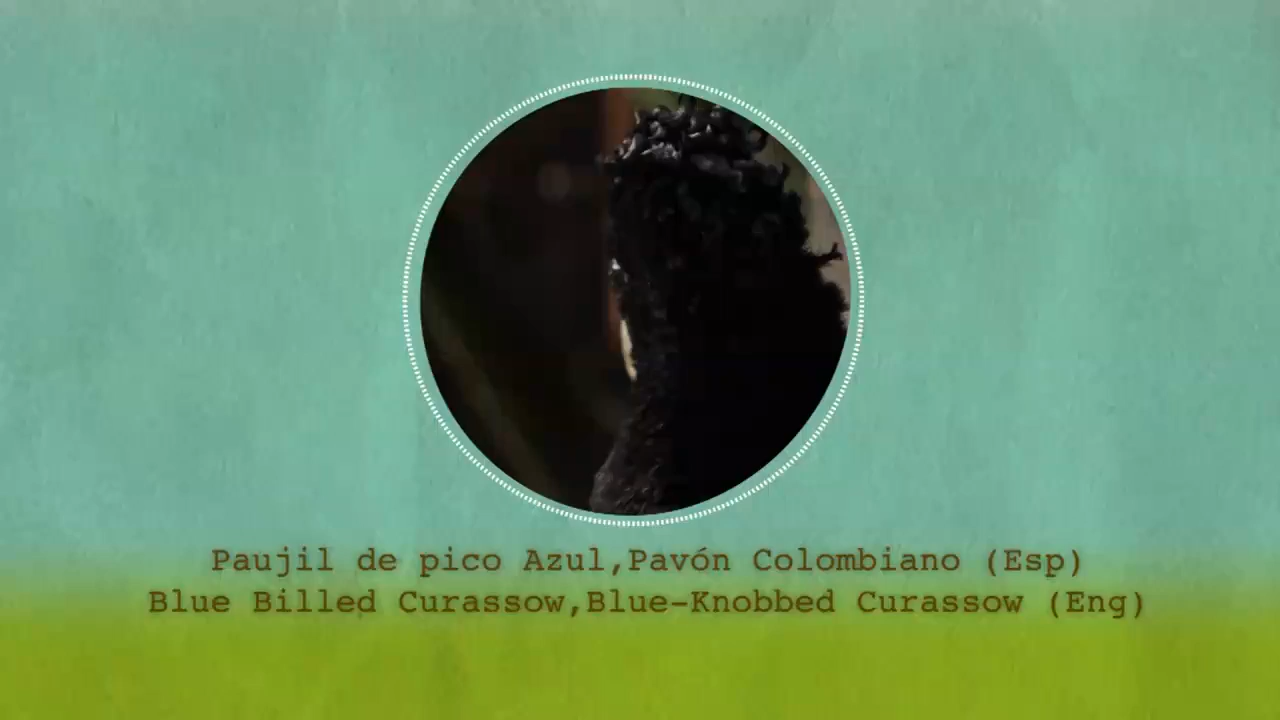 Paujil de pico Azul,Pavón Colombiano (Esp)
Blue Billed Curassow,Blue-Knobbed Curassow (Eng)